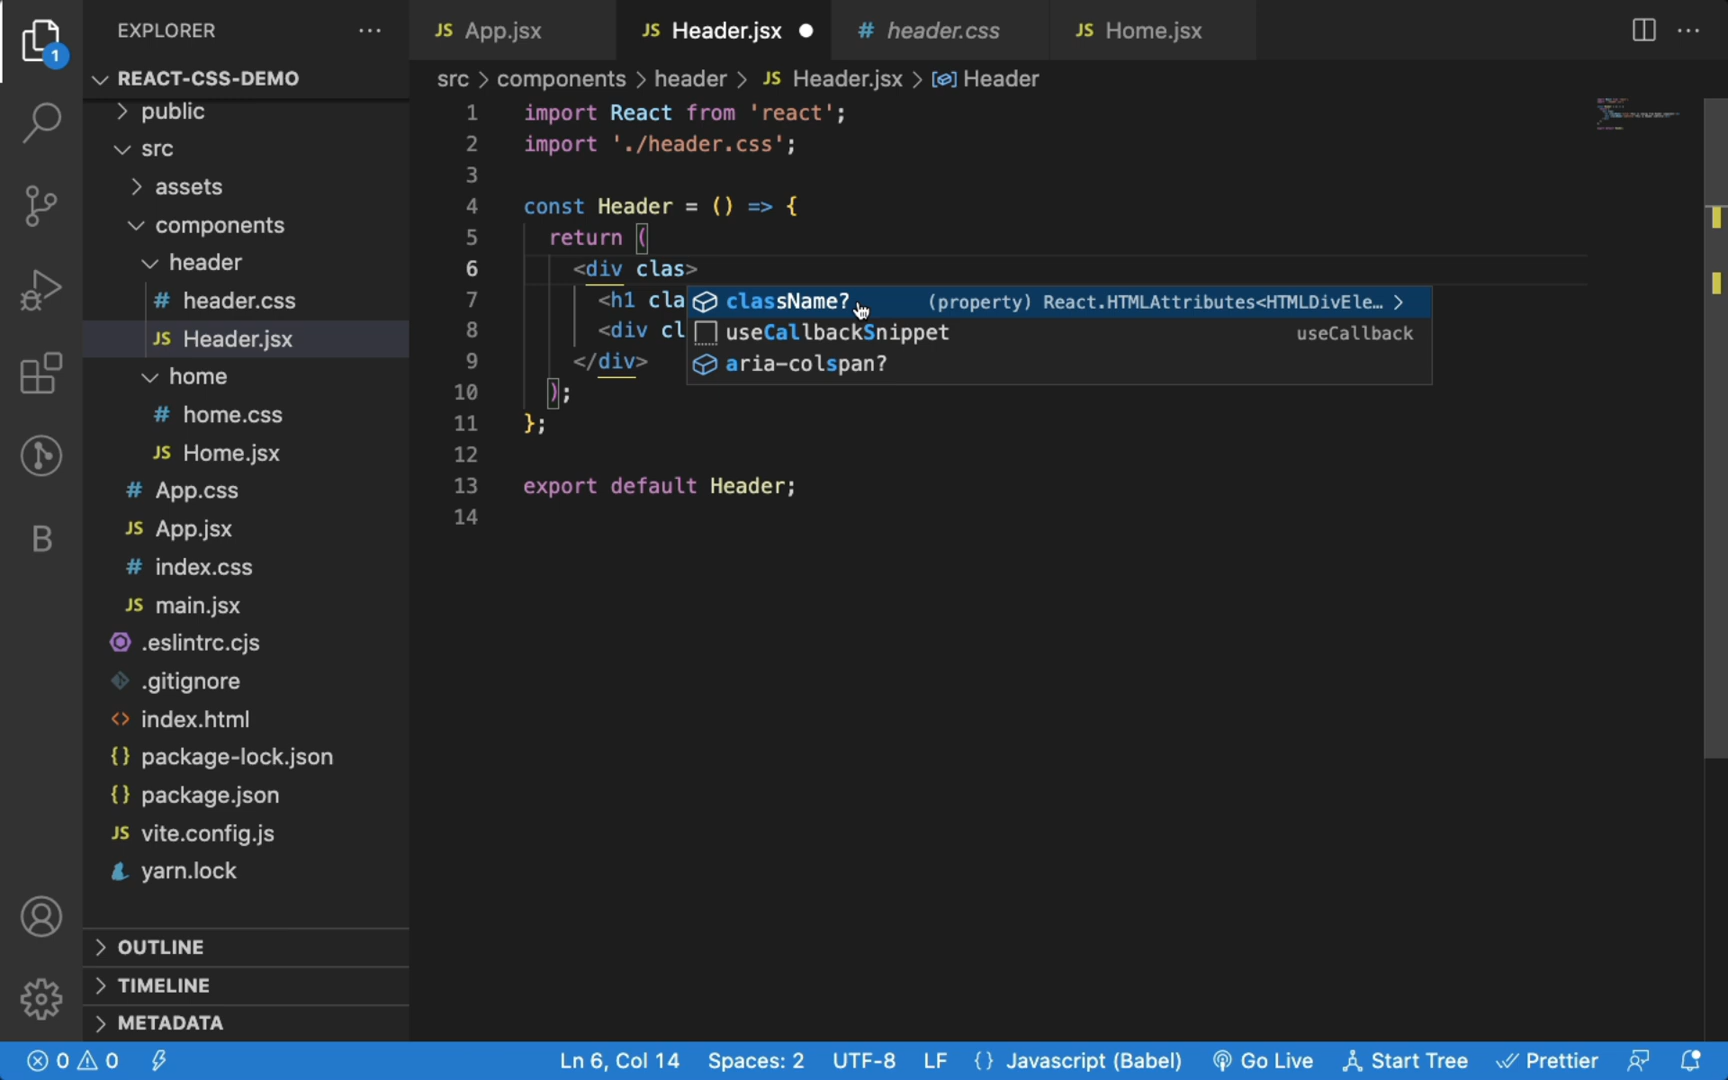 EXPLORER
1
REACT-CSS-DEMO
public
src
assets
components
header
# header.css
JS Header.jsx
home
# home.css
JS Home.jsx
# App.css
JS App.jsx
# index.css
JS main.jsx
.eslintrc.cjs
.gitignore
<> index.html
{} package-lock.json
{} package.json
JS vite.config.js
yarn.lock
B
OUTLINE
TIMELINE
METADATA
JS App.jsx
JS Header.jsx
# header.css
JS Home.jsx
src > components > header > JS Header.jsx > Header
1 import React from 'react';
2 import './header.css';
3
4 const Header = () => {
5 return (
6 <div clas>
7 <h1 cla
8 <div cl
9 </div>
10 );
11 };
12
13 export default Header;
14
className? (property) React.HTMLAttributes<HTMLDivEle… >
useCallbackSnippet useCallback
aria-colspan?
0 0 Ln 6, Col 14 Spaces: 2 UTF-8 LF {} Javascript (Babel) Go Live Start Tree Prettier